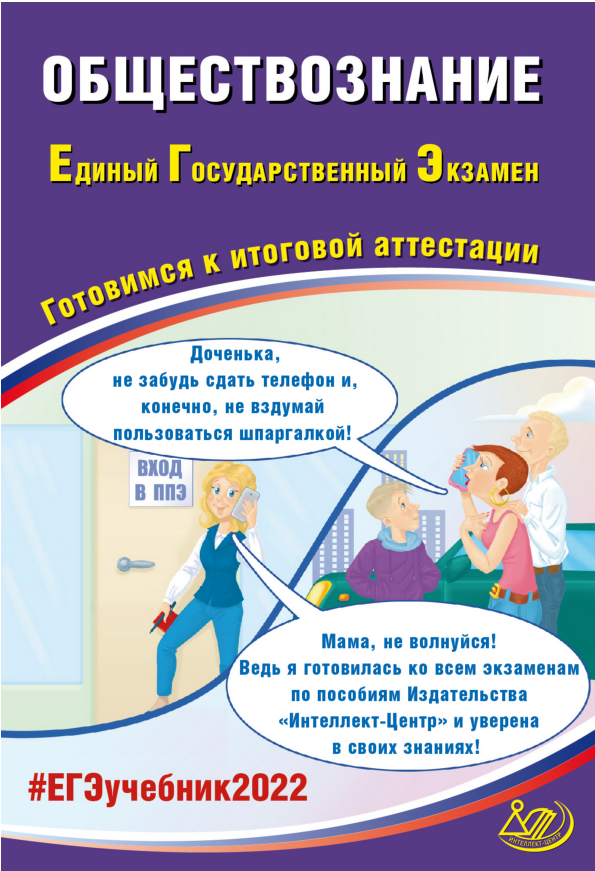 ОБЩЕСТВОЗНАНИЕ
Единый Государственный Экзамен
Готовимся к итоговой аттестации
Доченька,
не забудь сдать телефон и,
конечно, не вздумай
пользоваться шпаргалкой!
ВХОД
В ППЭ
Мама, не волнуйся!
Ведь я готовилась ко всем экзаменам
по пособиям Издательства
«Интеллект-Центр» и уверена
в своих знаниях!
#ЕГЭучебник2022
ИНТЕЛЛЕКТ-ЦЕНТР